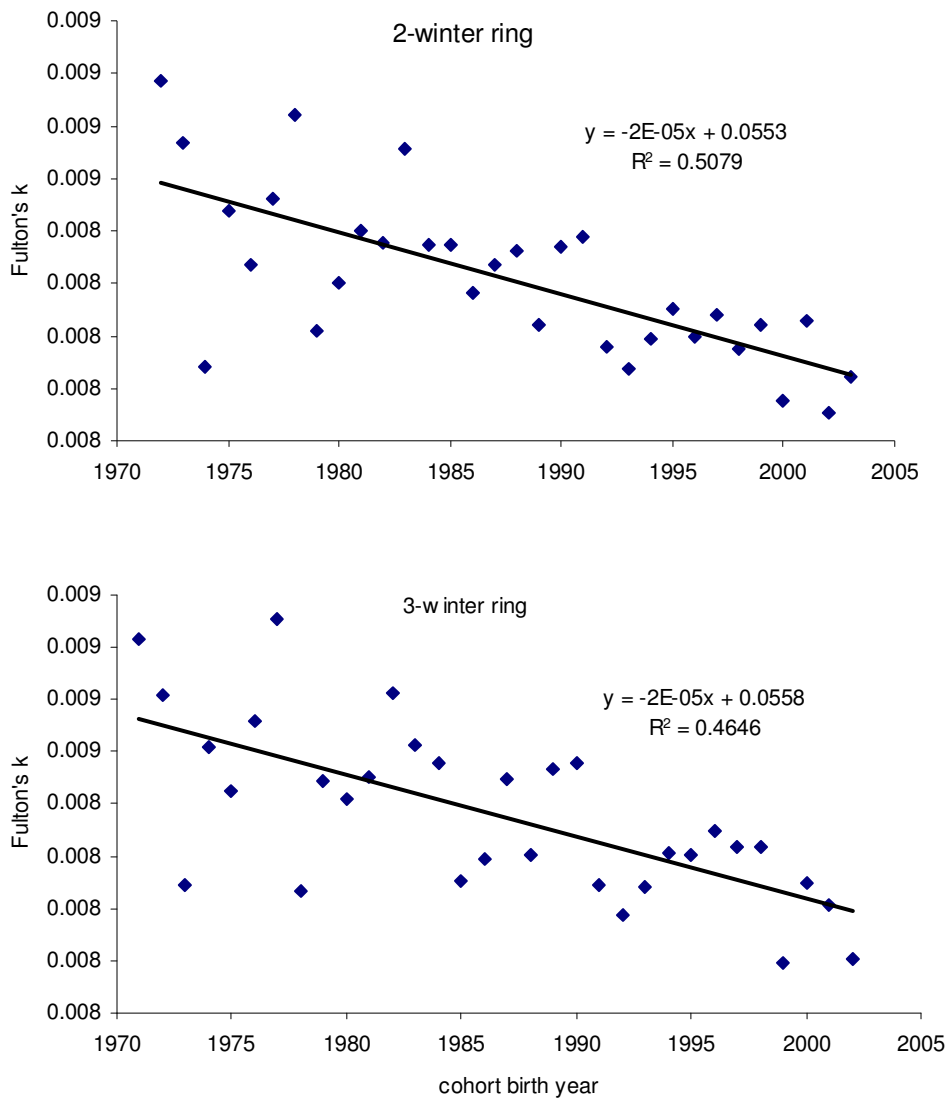 0.009
2-winter ring
0.009
0.009
y = -2E-05x + 0.0553
R² = 0.5079
0.009
0.008
Fulton's k
0.008
0.008
0.008
0.008
1970 1975 1980 1985 1990 1995 2000 2005
0.009
3-w inter ring
0.009
0.009
y = -2E-05x + 0.0558
R² = 0.4646
0.009
0.008
Fulton's k
0.008
0.008
0.008
0.008
1970 1975 1980 1985 1990 1995 2000 2005
cohort birth year